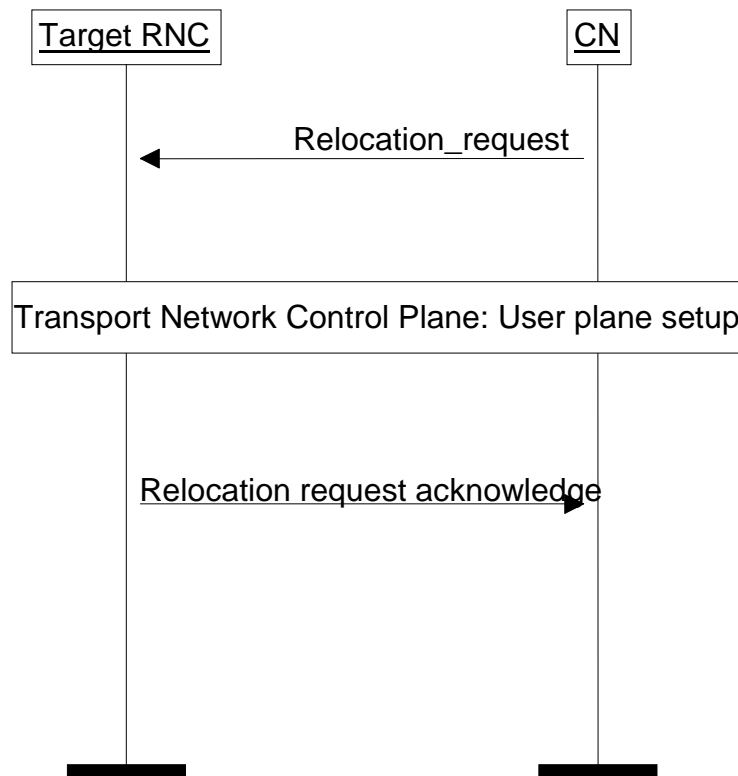 Target RNC
CN
Relocation_request
Transport Network Control Plane: User plane setup
Relocation request acknowledge